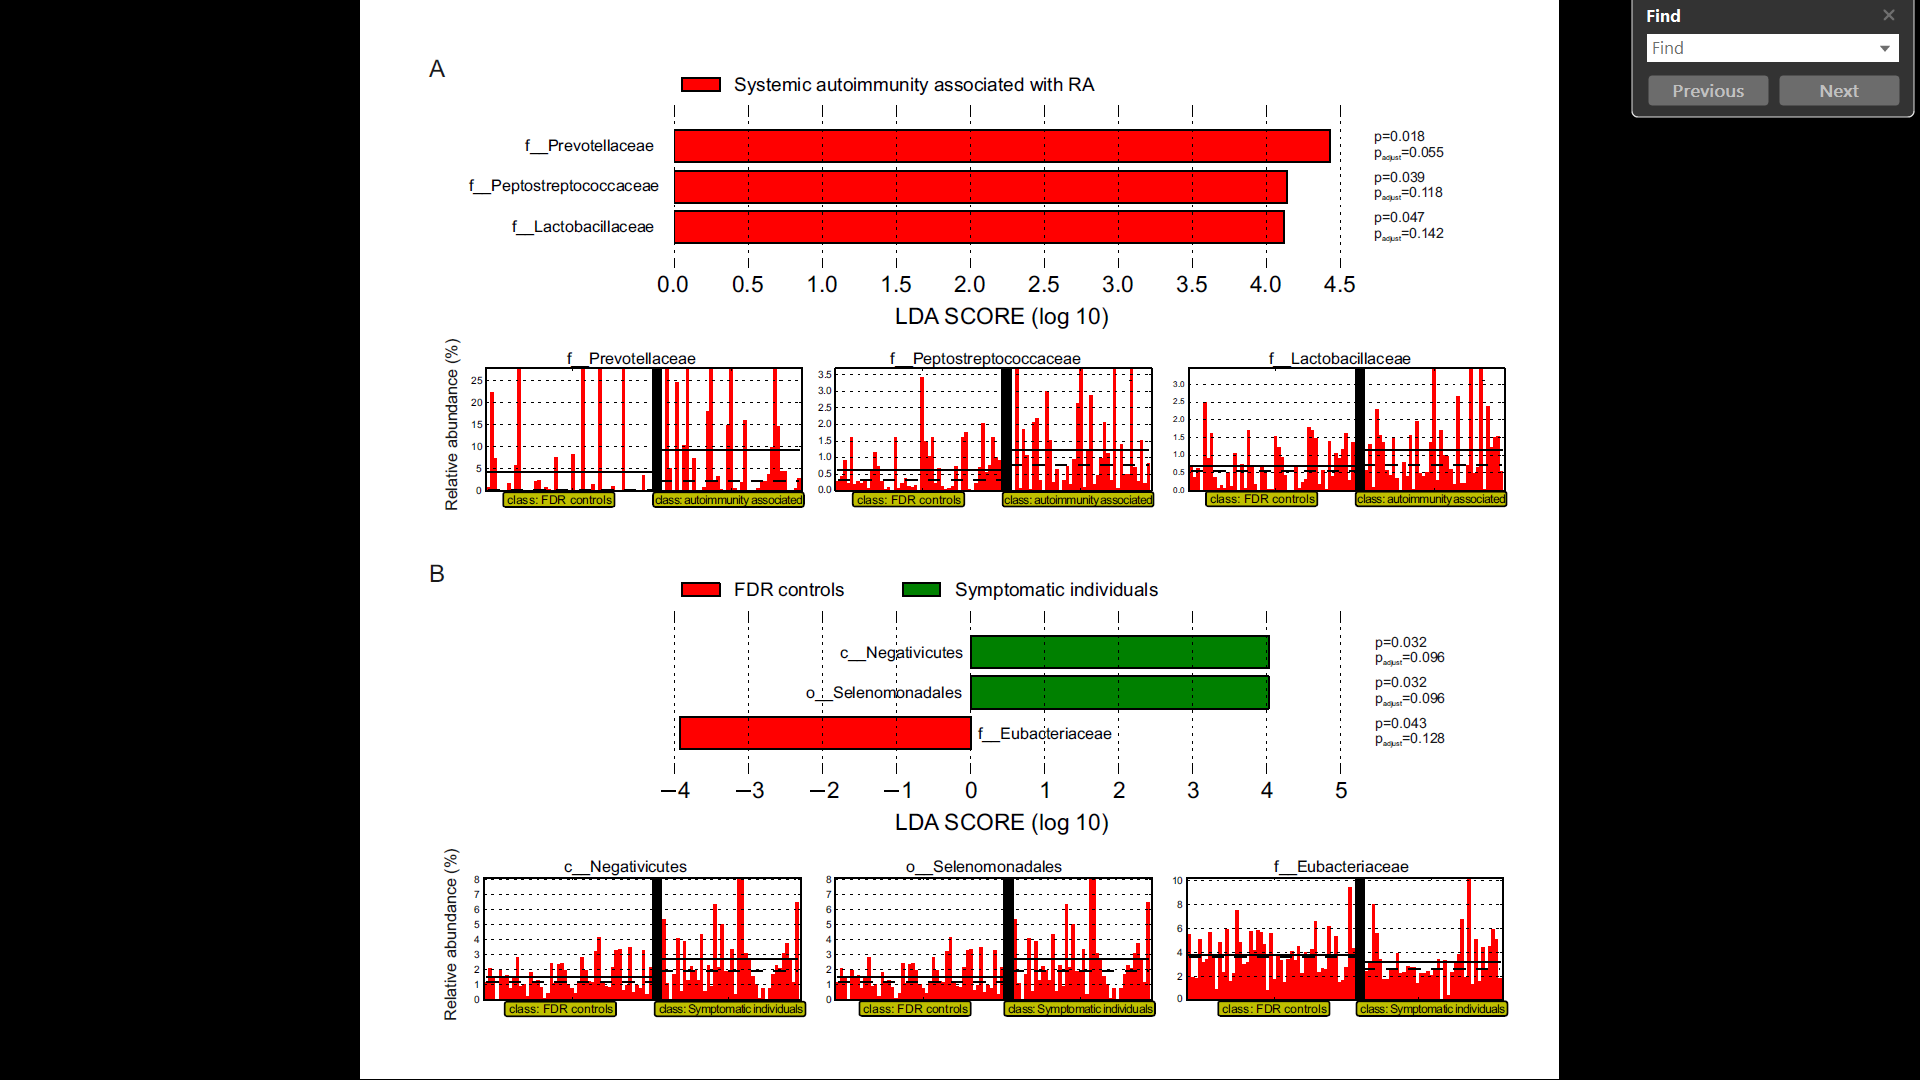 Find
Find
Previous Next
A
Systemic autoimmunity associated with RA
f__Prevotellaceae
p=0.018
padjust=0.055
f__Peptostreptococcaceae
p=0.039
padjust=0.118
f__Lactobacillaceae
p=0.047
padjust=0.142
0.0 0.5 1.0 1.5 2.0 2.5 3.0 3.5 4.0 4.5
LDA SCORE (log 10)
Relative abundance (%)
f__Prevotellaceae
25
20
15
10
5
0
class: FDR controls
class: autoimmunity associated
f__Peptostreptococcaceae
3.5
3.0
2.5
2.0
1.5
1.0
0.5
0.0
class: FDR controls
class: autoimmunity associated
f__Lactobacillaceae
3.0
2.5
2.0
1.5
1.0
0.5
0.0
class: FDR controls
class: autoimmunity associated
B
FDR controls Symptomatic individuals
c__Negativicutes
p=0.032
padjust=0.096
o__Selenomonadales
p=0.032
padjust=0.096
f__Eubacteriaceae
p=0.043
padjust=0.128
−4 −3 −2 −1 0 1 2 3 4 5
LDA SCORE (log 10)
Relative abundance (%)
c__Negativicutes
8
7
6
5
4
3
2
1
0
class: FDR controls
class: Symptomatic individuals
o__Selenomonadales
8
7
6
5
4
3
2
1
0
class: FDR controls
class: Symptomatic individuals
f__Eubacteriaceae
10
8
6
4
2
0
class: FDR controls
class: Symptomatic individuals